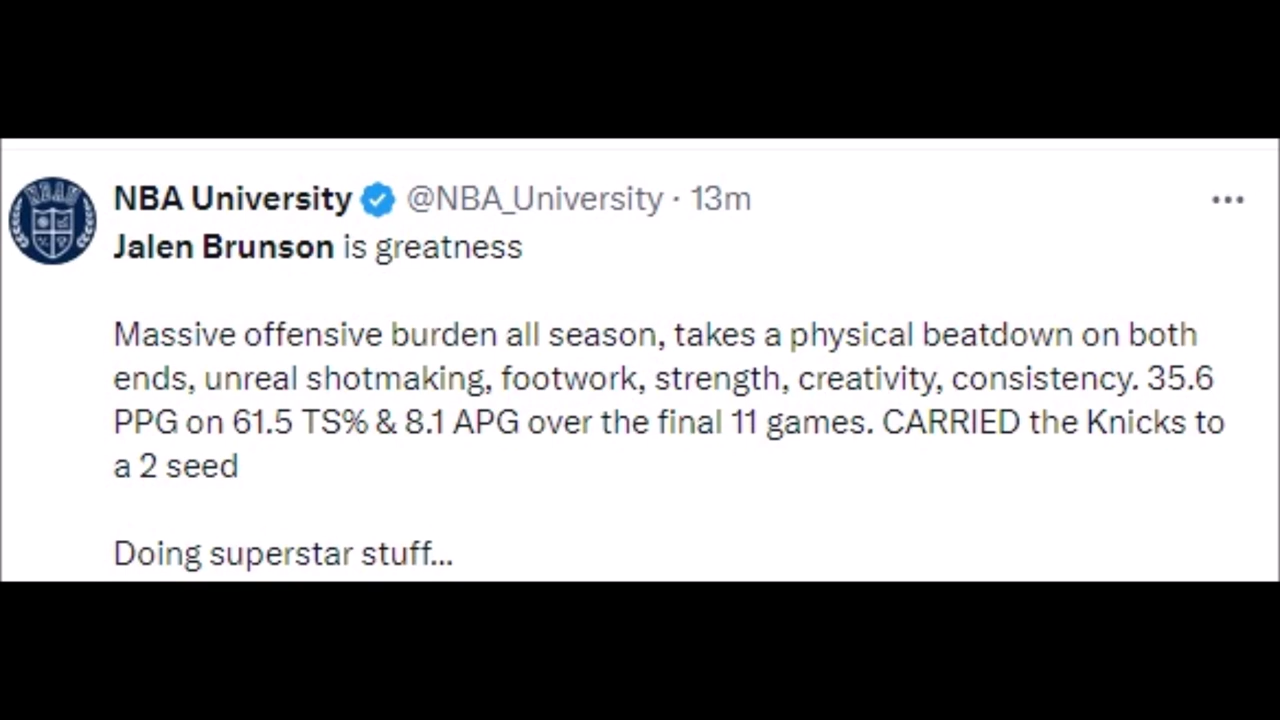 NBA University @NBA_University · 13m
Jalen Brunson is greatness
Massive offensive burden all season, takes a physical beatdown on both
ends, unreal shotmaking, footwork, strength, creativity, consistency. 35.6
PPG on 61.5 TS% & 8.1 APG over the final 11 games. CARRIED the Knicks to
a 2 seed
Doing superstar stuff...